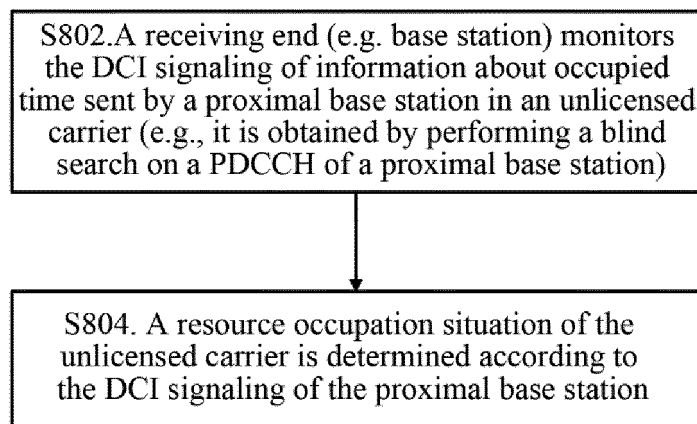 S802.A receiving end (e.g. base station) monitors
the DCI signaling of information about occupied
time sent by a proximal base station in an unlicensed
carrier (e.g., it is obtained by performing a blind
search on a PDCCH of a proximal base station)
S804. A resource occupation situation of the
unlicensed carrier is determined according to
the DCI signaling of the proximal base station